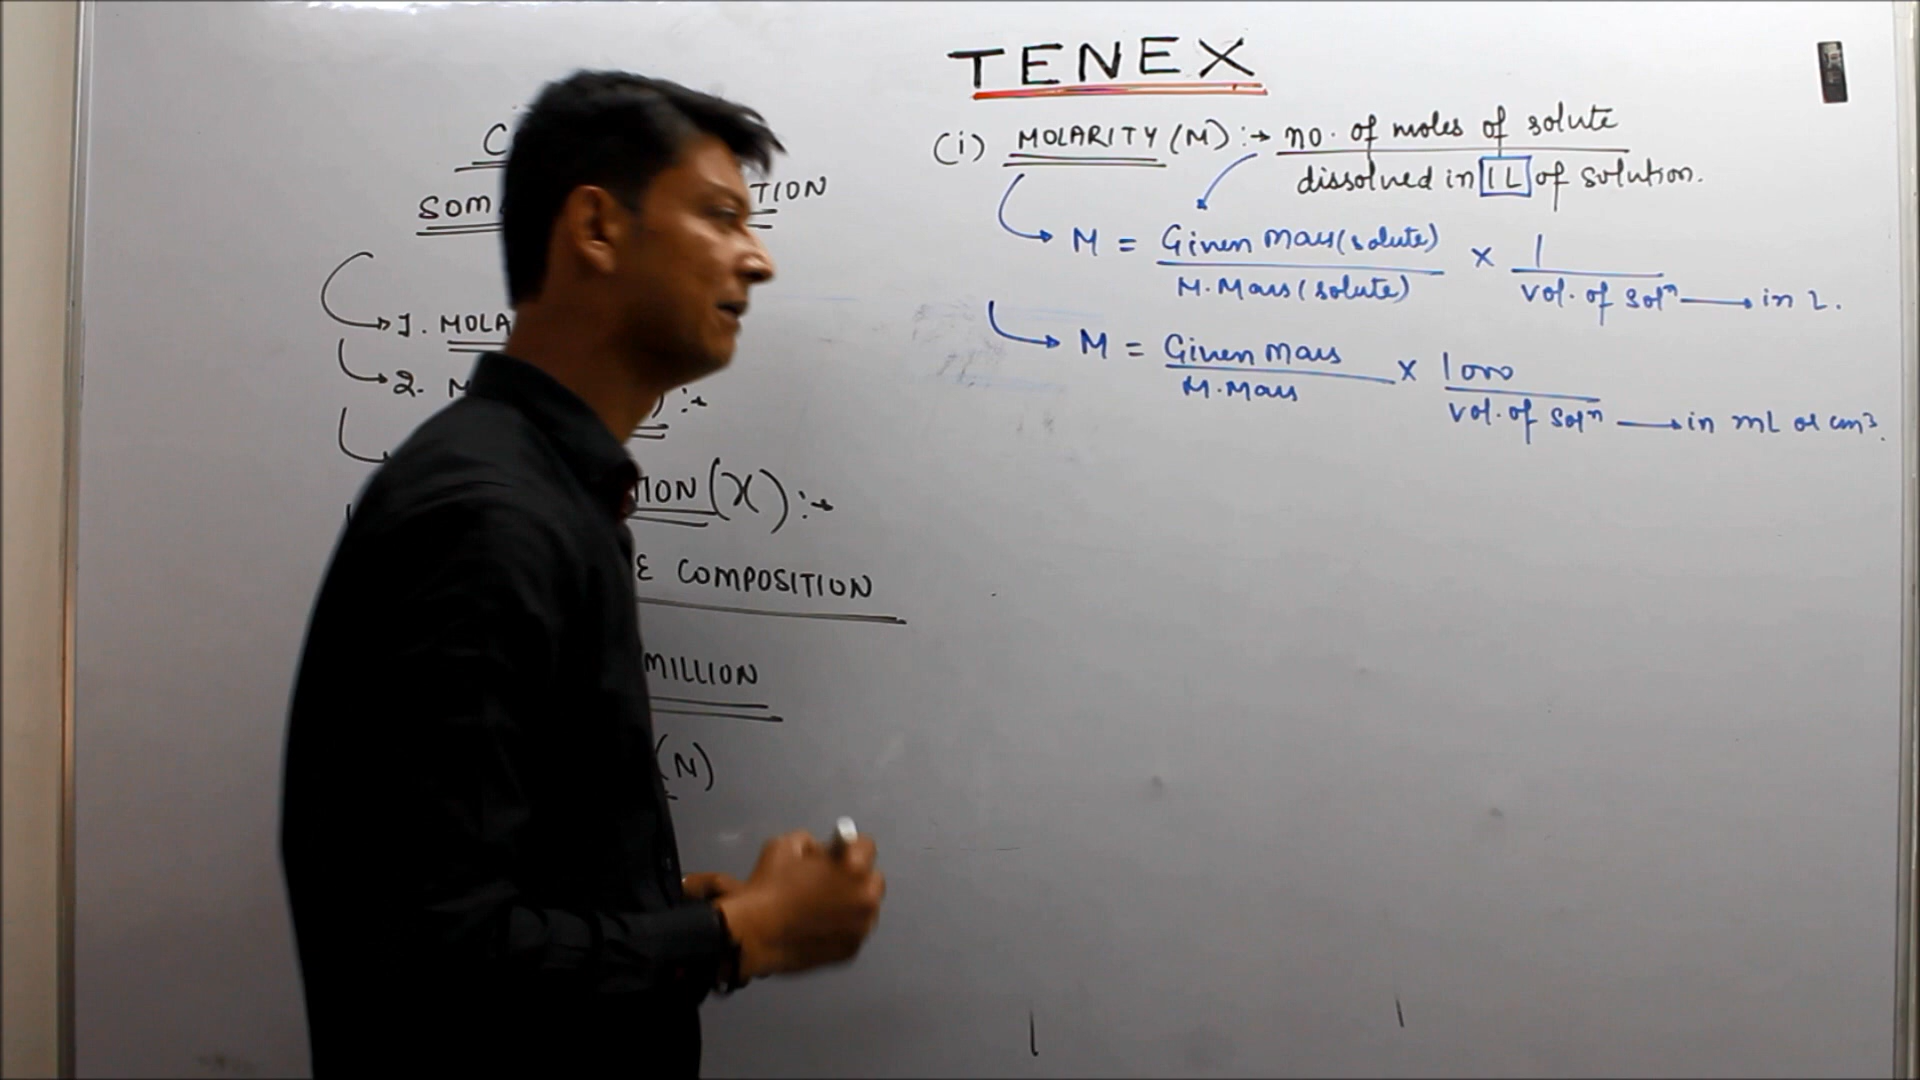 TENEX
TION
SOM
1. MOLA
2. M
TION (X) :→
E COMPOSITION
MILLION
(N)
(i) MOLARITY (M) :→ no. of moles of solute
dissolved in 1L of solution.
M = Given Mass (solute) × 1
M. Mass (solute) vol. of solⁿ → in L.
M = Given Mass × 1000
M. Mass vol. of solⁿ → in mL or cm³.